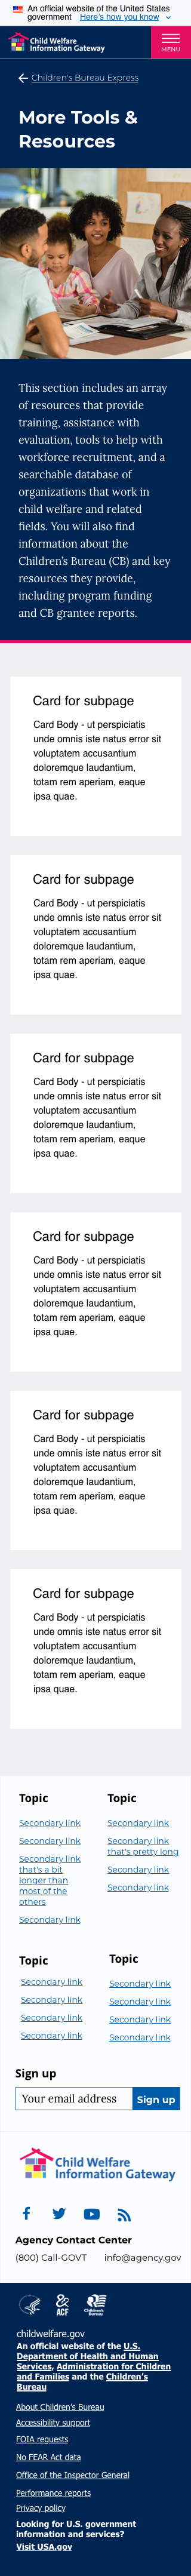 An official website of the United States
government Here's how you know
Child Welfare
Information Gateway
MENU
Children's Bureau Express
More Tools &
Resources
This section includes an array
of resources that provide
training, assistance with
evaluation, tools to help with
workforce recruitment, and a
searchable database of
organizations that work in
child welfare and related
fields. You will also find
information about the
Children's Bureau (CB) and key
resources they provide,
including program funding
and CB grantee reports.
Card for subpage
Card Body - ut perspiciatis
unde omnis iste natus error sit
voluptatem accusantium
doloremque laudantium,
totam rem aperiam, eaque
ipsa quae.
Card for subpage
Card Body - ut perspiciatis
unde omnis iste natus error sit
voluptatem accusantium
doloremque laudantium,
totam rem aperiam, eaque
ipsa quae.
Card for subpage
Card Body - ut perspiciatis
unde omnis iste natus error sit
voluptatem accusantium
doloremque laudantium,
totam rem aperiam, eaque
ipsa quae.
Card for subpage
Card Body - ut perspiciatis
unde omnis iste natus error sit
voluptatem accusantium
doloremque laudantium,
totam rem aperiam, eaque
ipsa quae.
Card for subpage
Card Body - ut perspiciatis
unde omnis iste natus error sit
voluptatem accusantium
doloremque laudantium,
totam rem aperiam, eaque
ipsa quae.
Card for subpage
Card Body - ut perspiciatis
unde omnis iste natus error sit
voluptatem accusantium
doloremque laudantium,
totam rem aperiam, eaque
ipsa quae.
Topic
Secondary link
Secondary link
Secondary link
that's a bit
longer than
most of the
others
Secondary link
Topic
Secondary link
Secondary link
that's pretty long
Secondary link
Secondary link
Topic
Secondary link
Secondary link
Secondary link
Secondary link
Topic
Secondary link
Secondary link
Secondary link
Secondary link
Sign up
Your email address
Sign up
Child Welfare
Information Gateway
Agency Contact Center
(800) Call-GOVT info@agency.gov
ACF
Children's
Bureau
childwelfare.gov
An official website of the U.S.
Department of Health and Human
Services, Administration for Children
and Families and the Children's
Bureau
About Children's Bureau
Accessibility support
FOIA requests
No FEAR Act data
Office of the Inspector General
Performance reports
Privacy policy
Looking for U.S. government
information and services?
Visit USA.gov